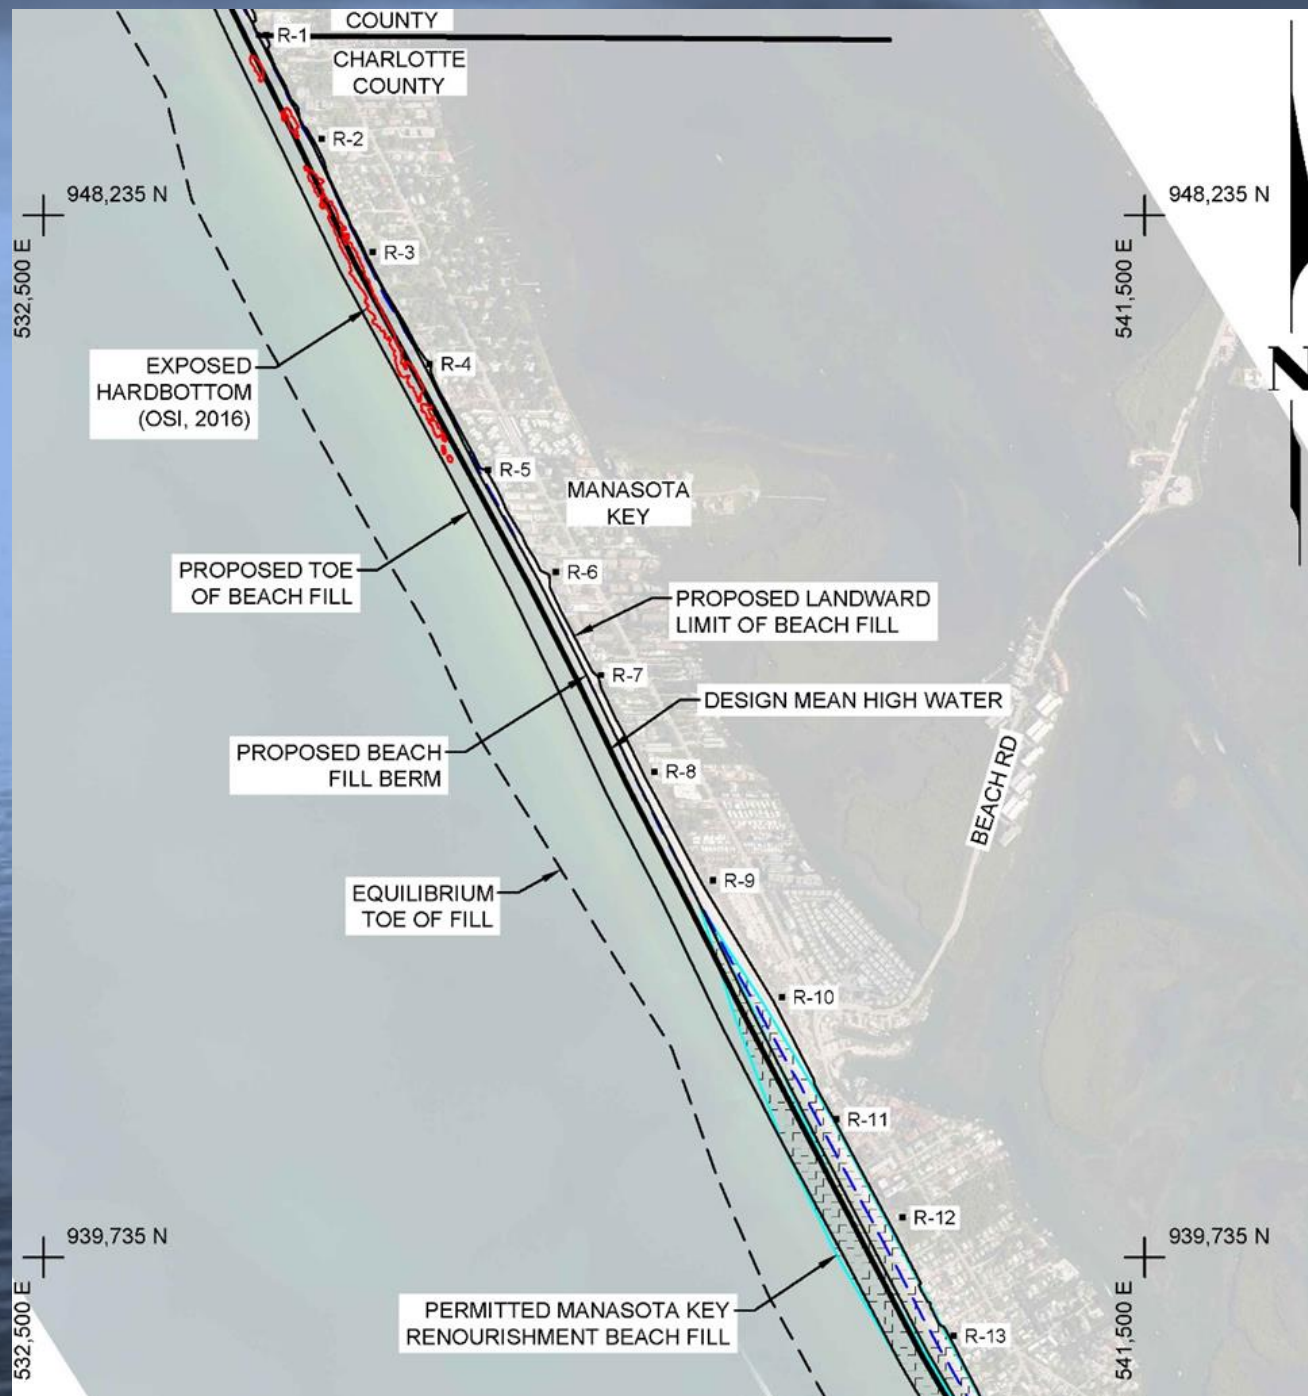 COUNTY
R-1
CHARLOTTE
COUNTY
R-2
948,235 N
948,235 N
532,500 E
541,500 E
R-3
EXPOSED
HARDBOTTOM
(OSI, 2016)
R-4
N
R-5
MANASOTA
KEY
PROPOSED TOE
OF BEACH FILL
R-6
PROPOSED LANDWARD
LIMIT OF BEACH FILL
R-7
DESIGN MEAN HIGH WATER
PROPOSED BEACH
FILL BERM
R-8
BEACH RD
EQUILIBRIUM
TOE OF FILL
R-9
R-10
R-11
R-12
939,735 N
939,735 N
532,500 E
541,500 E
PERMITTED MANASOTA KEY
RENOURISHMENT BEACH FILL
R-13